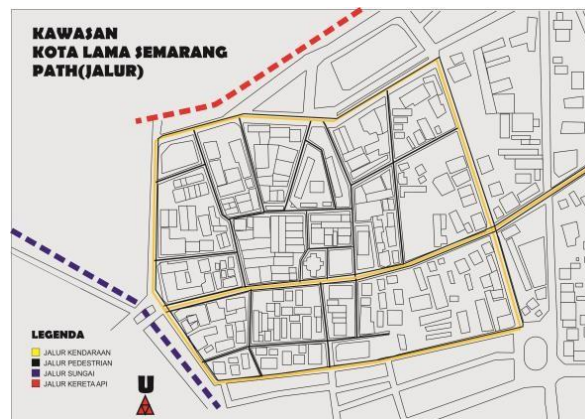 KAWASAN
KOTA LAMA SEMARANG
PATH(JALUR)
LEGENDA
JALUR KENDARAAN
JALUR PEDESTRIAN
JALUR SUNGAI
JALUR KERETA API
U